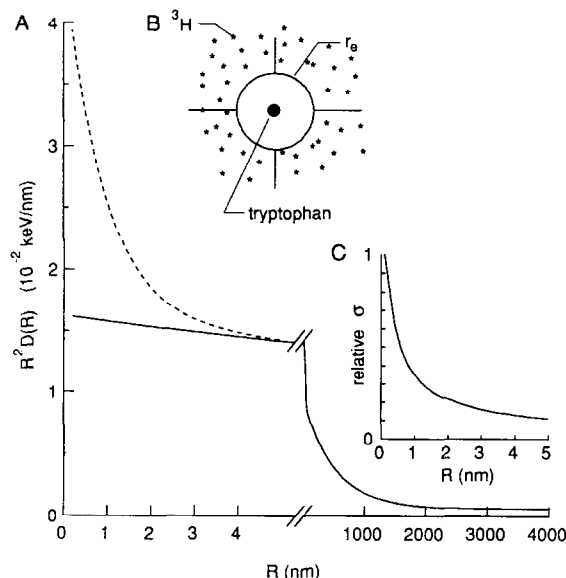 A
B
³H
rₑ
tryptophan
R²D(R) (10⁻² keV/nm)
4
3
2
1
0
0 1 2 3 4
1000 2000 3000 4000
R (nm)
C
relative σ
1
0
0 1 2 3 4 5
R (nm)